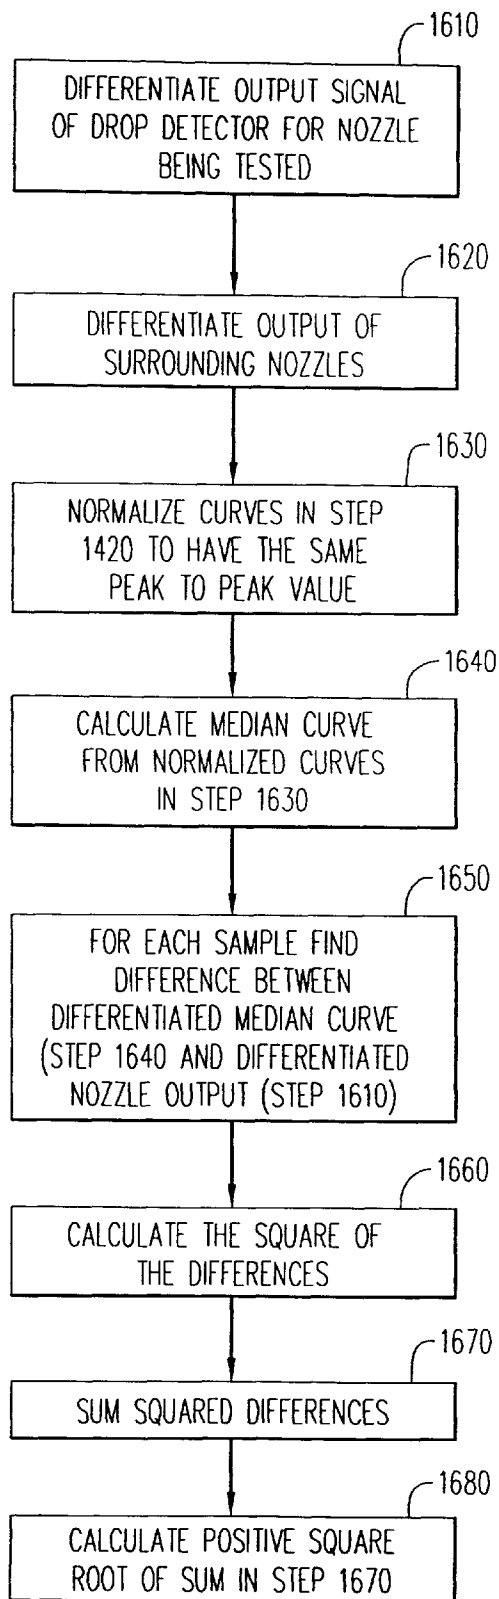 1610
DIFFERENTIATE OUTPUT SIGNAL
OF DROP DETECTOR FOR NOZZLE
BEING TESTED
1620
DIFFERENTIATE OUTPUT OF
SURROUNDING NOZZLES
1630
NORMALIZE CURVES IN STEP
1420 TO HAVE THE SAME
PEAK TO PEAK VALUE
1640
CALCULATE MEDIAN CURVE
FROM NORMALIZED CURVES
IN STEP 1630
1650
FOR EACH SAMPLE FIND
DIFFERENCE BETWEEN
DIFFERENTIATED MEDIAN CURVE
(STEP 1640 AND DIFFERENTIATED
NOZZLE OUTPUT (STEP 1610)
1660
CALCULATE THE SQUARE OF
THE DIFFERENCES
1670
SUM SQUARED DIFFERENCES
1680
CALCULATE POSITIVE SQUARE
ROOT OF SUM IN STEP 1670